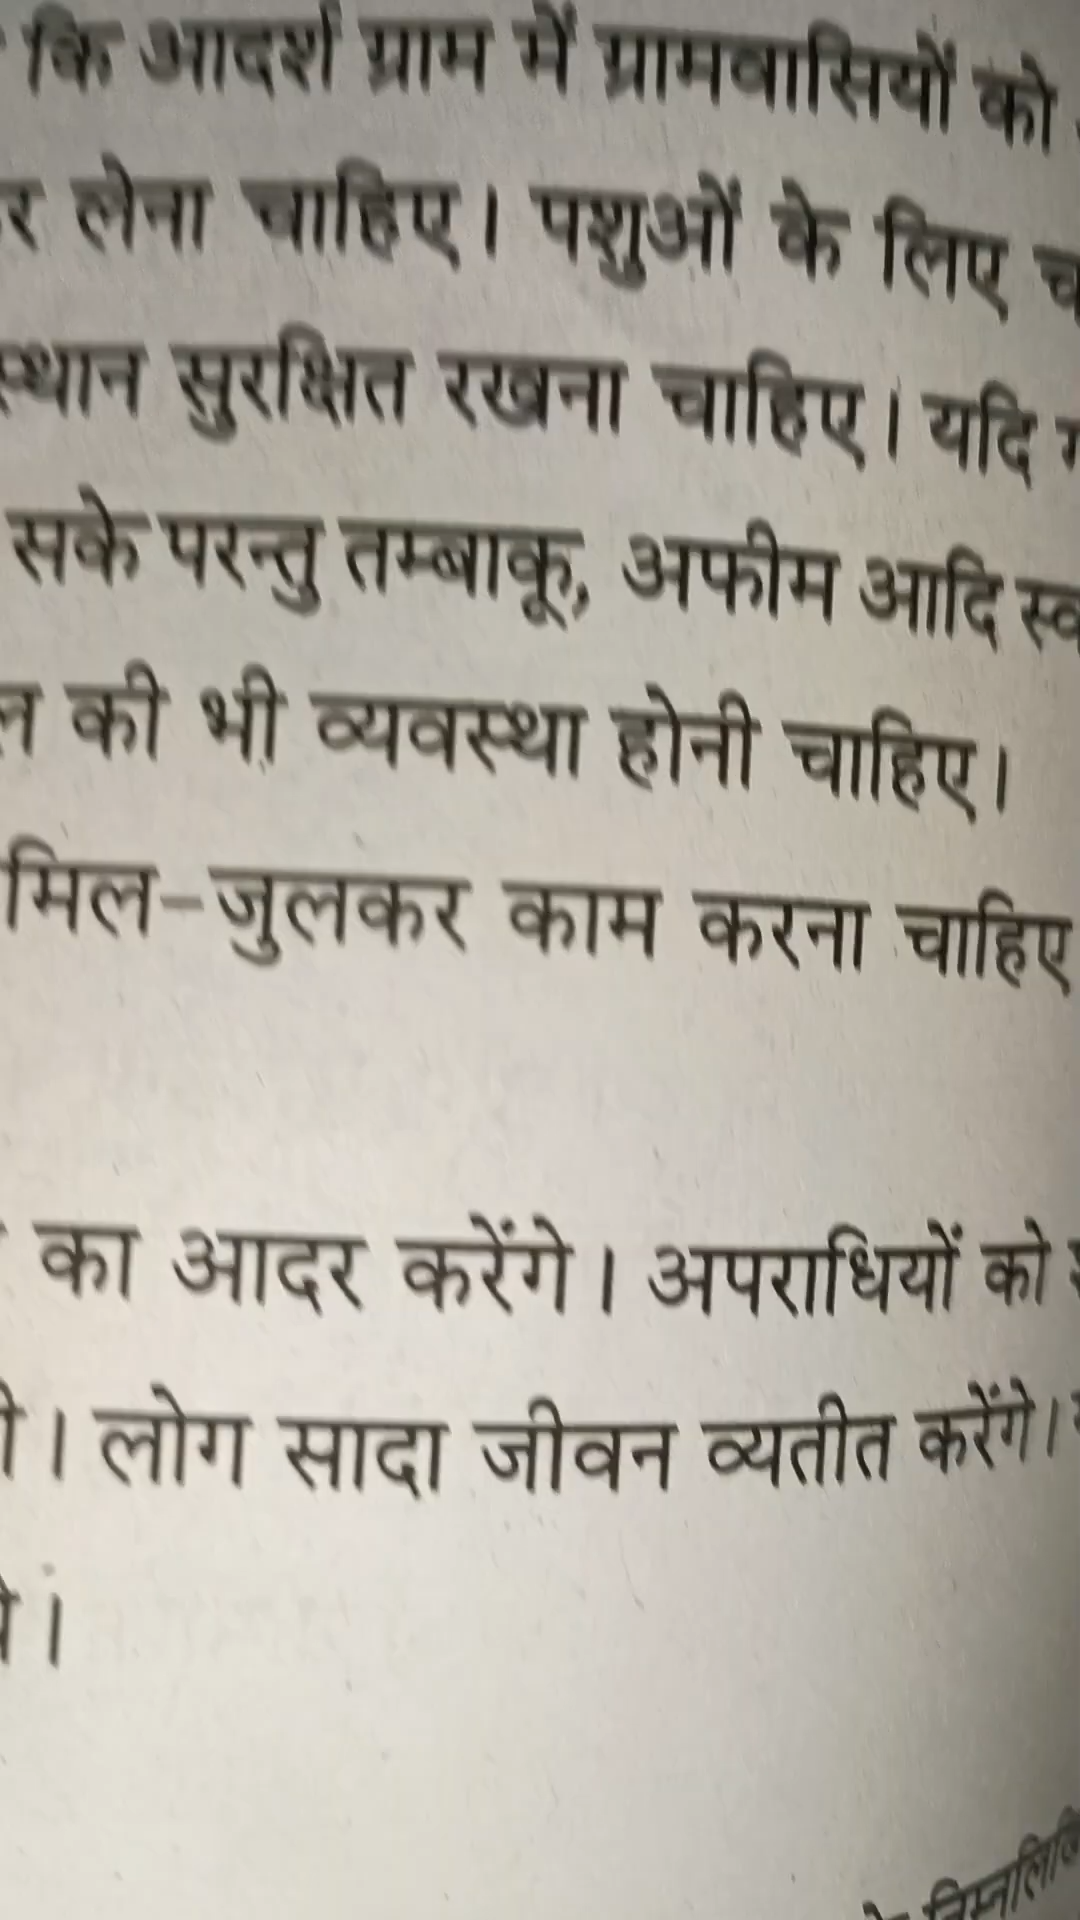 कि आदर्श ग्राम में ग्रामवासियों को
लेना चाहिए। पशुओं के लिए
स्थान सुरक्षित रखना चाहिए। यदि
सके परन्तु तम्बाकू, अफीम आदि
की भी व्यवस्था होनी चाहिए।
मिल-जुलकर काम करना चाहिए
का आदर करेंगे। अपराधियों को
। लोग सादा जीवन व्यतीत करेंगे।
।